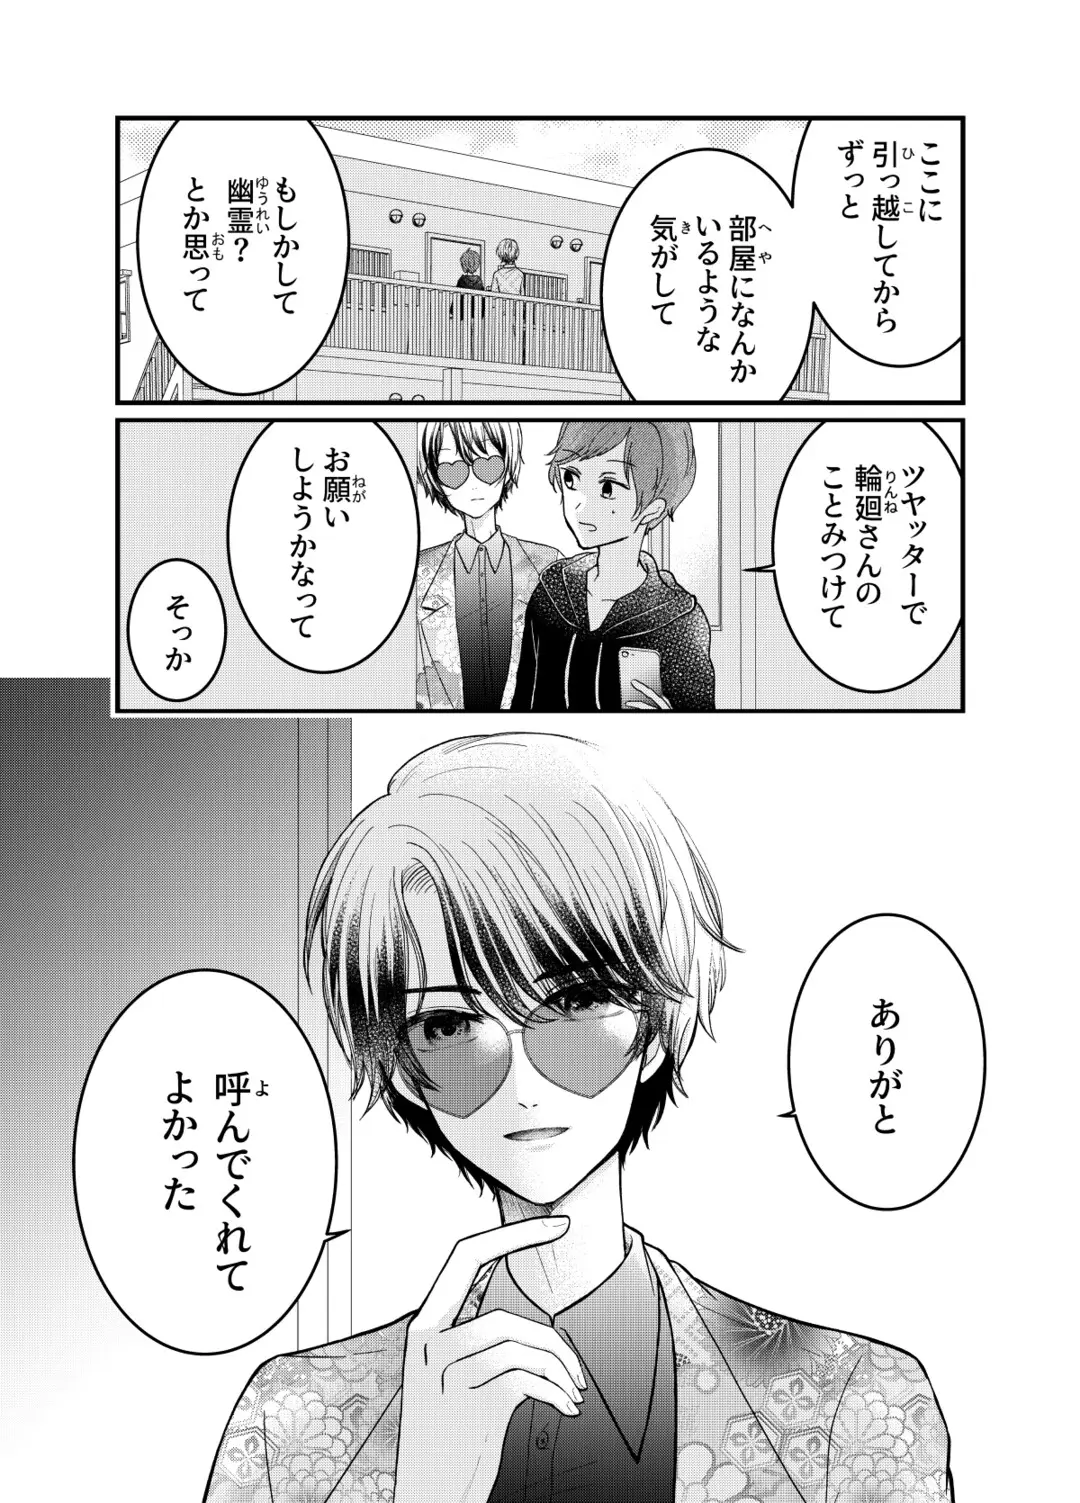 ここに
引っ越してから
ずっと
部屋になんか
いるような
気がして
もしかして
幽霊？
とか思って
ツヤッターで
輪廻さんの
ことみつけて
お願い
しようかなって
そっか
ありがと
呼んでくれて
よかった